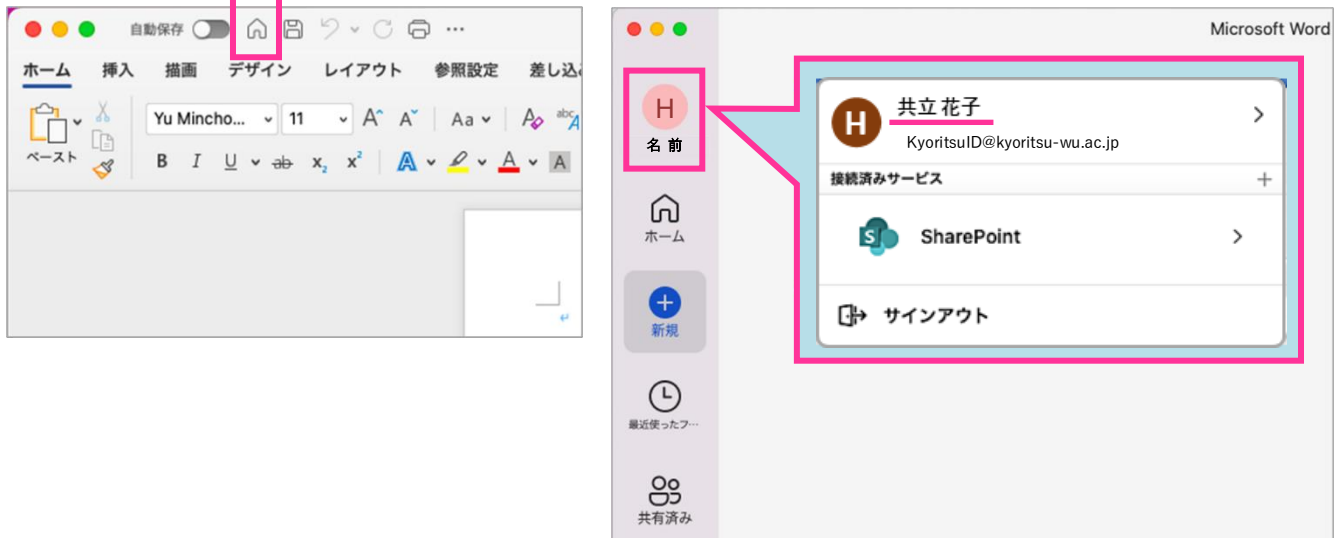 自動保存
ホーム 挿入 描画 デザイン レイアウト 参照設定 差し込
ペースト
Yu Mincho... 11 A A Aa A abc A
B I U ab x₂ x² A A A
Microsoft Word
H
名前
ホーム
新規
最近使ったフ…
共有済み
H
共立 花子
KyoritsuID@kyoritsu-wu.ac.jp
接続済みサービス
S SharePoint
サインアウト